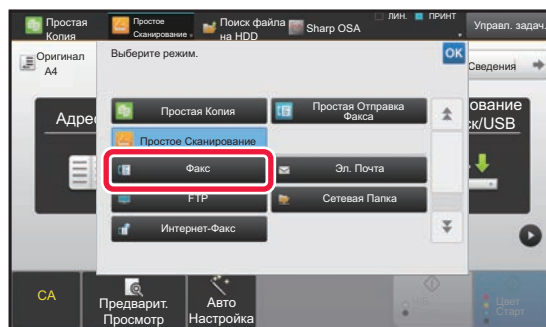 Простая
Копия
Простое
Сканирование
Поиск файла
на HDD
Sharp OSA
ЛИН.
ПРИНТ
Управл. задач.
Оригинал
A4
Выберите режим.
OK
Сведения
Адре
ование
ск/USB
Простая Копия
Простая Отправка
Факса
Простое Сканирование
Факс
Эл. Почта
FTP
Сетевая Папка
Интернет-Факс
CA
Предварит.
Просмотр
Авто
Настройка
Ч/Б
Старт
Цвет
Старт